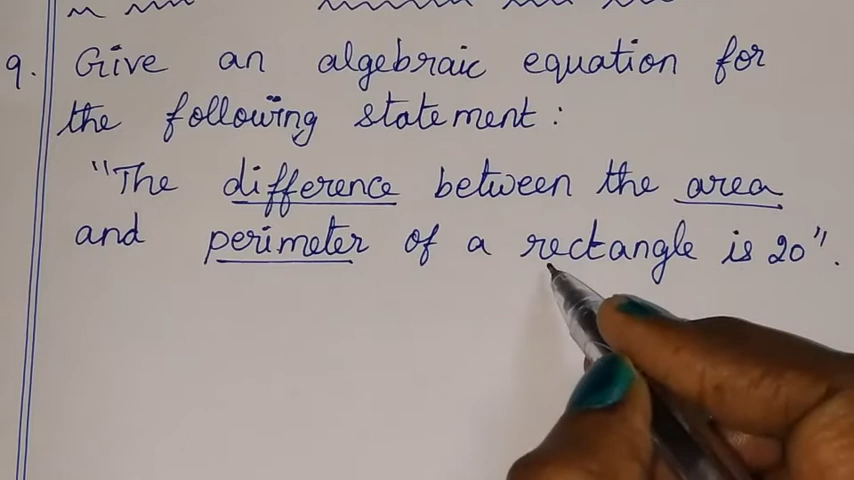 9. Give an algebraic equation for
the following statement :
"The difference between the area
and perimeter of a rectangle is 20".